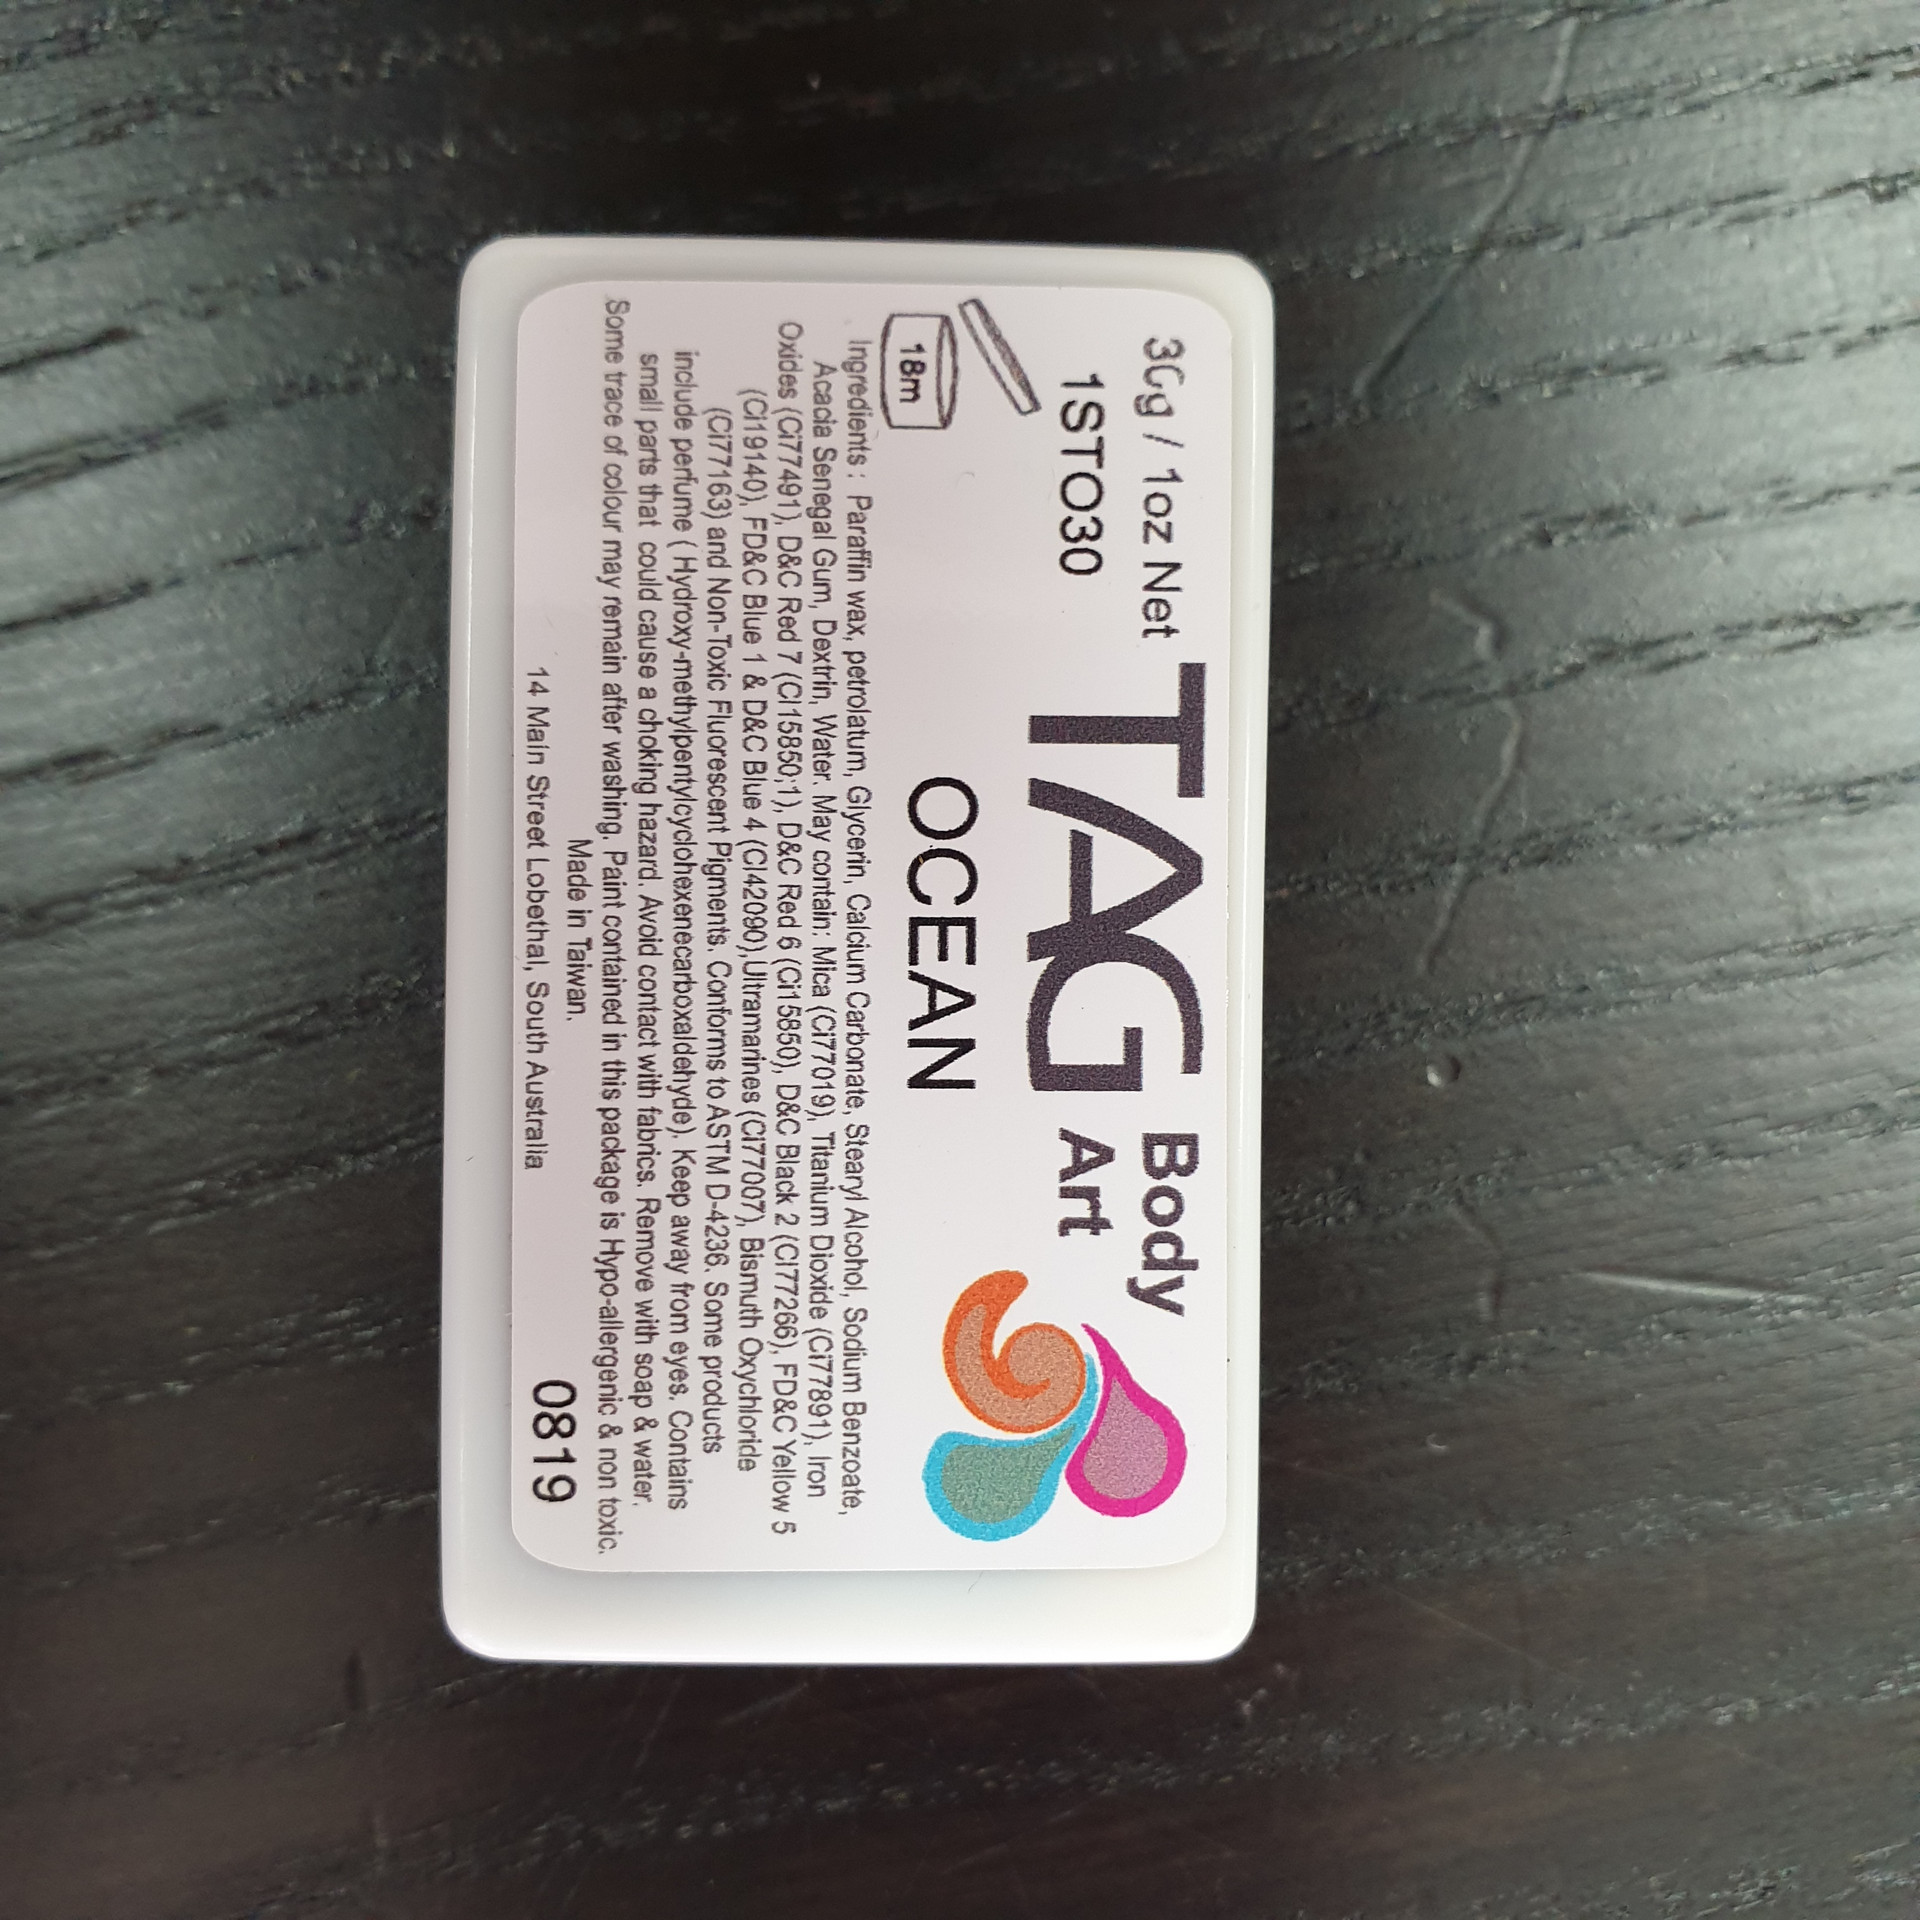 30g / 1oz Net
1STO30
TAG
Body
Art
18m
OCEAN
Ingredients : Paraffin wax, petrolatum, Glycerin, Calcium Carbonate, Stearyl Alcohol, Sodium Benzoate,
Acacia Senegal Gum, Dextrin, Water. May contain: Mica (Ci77019), Titanium Dioxide (Ci77891), Iron
Oxides (Ci77491), D&C Red 7 (CI15850;1), D&C Red 6 (Ci15850), D&C Black 2 (CI77266), FD&C Yellow 5
(Ci19140), FD&C Blue 1 & D&C Blue 4 (CI42090),Ultramarines (CI77007), Bismuth Oxychloride
(Ci77163) and Non-Toxic Fluorescent Pigments. Conforms to ASTM D-4236. Some products
include perfume ( Hydroxy-methylpentylcyclohexenecarboxaldehyde). Keep away from eyes. Contains
small parts that could cause a choking hazard. Avoid contact with fabrics. Remove with soap & water.
Some trace of colour may remain after washing. Paint contained in this package is Hypo-allergenic & non toxic.
Made in Taiwan.
14 Main Street Lobethal, South Australia
0819